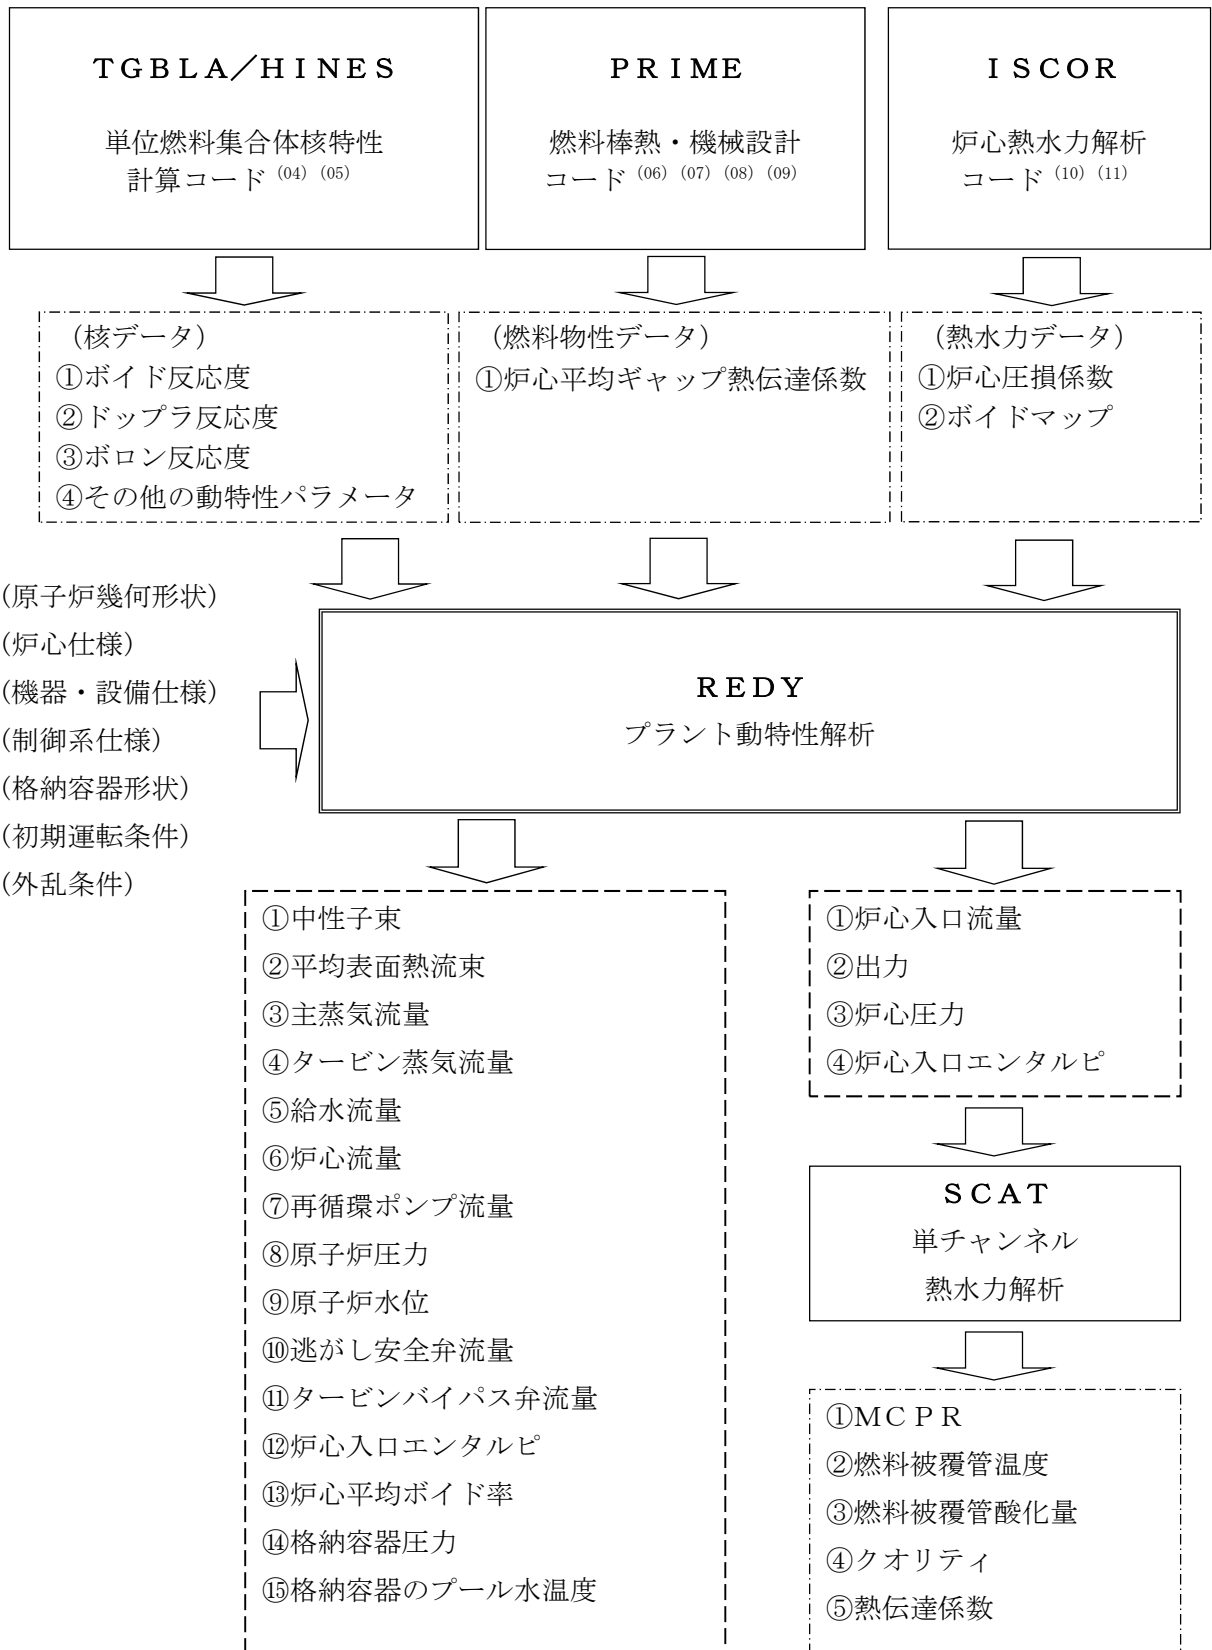 TGBLA/HINES
単位燃料集合体核特性
計算コード(04)(05)
PRIME
燃料棒熱・機械設計
コード(06)(07)(08)(09)
ISCOR
炉心熱水力解析
コード(10)(11)
(核データ)
①ボイド反応度
②ドップラ反応度
③ボロン反応度
④その他の動特性パラメータ
(燃料物性データ)
①炉心平均ギャップ熱伝達係数
(熱水力データ)
①炉心圧損係数
②ボイドマップ
(原子炉幾何形状)
(炉心仕様)
(機器・設備仕様)
(制御系仕様)
(格納容器形状)
(初期運転条件)
(外乱条件)
REDY
プラント動特性解析
①中性子束
②平均表面熱流束
③主蒸気流量
④タービン蒸気流量
⑤給水流量
⑥炉心流量
⑦再循環ポンプ流量
⑧原子炉圧力
⑨原子炉水位
⑩逃がし安全弁流量
⑪タービンバイパス弁流量
⑫炉心入口エンタルピ
⑬炉心平均ボイド率
⑭格納容器圧力
⑮格納容器のプール水温度
①炉心入口流量
②出力
③炉心圧力
④炉心入口エンタルピ
SCAT
単チャンネル
熱水力解析
①MCPR
②燃料被覆管温度
③燃料被覆管酸化量
④クオリティ
⑤熱伝達係数